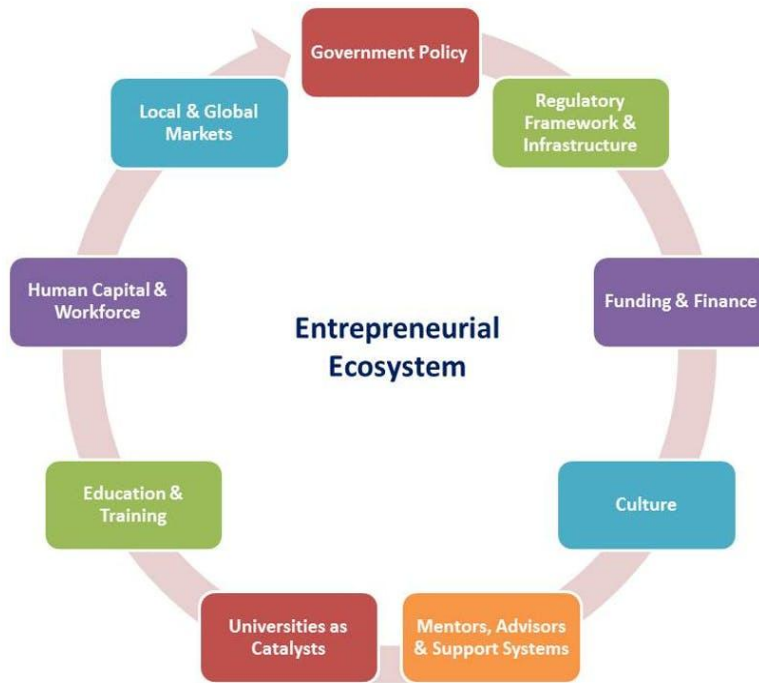 Government Policy
Regulatory
Framework &
Infrastructure
Funding & Finance
Culture
Mentors, Advisors
& Support Systems
Universities as
Catalysts
Education &
Training
Human Capital &
Workforce
Local & Global
Markets
Entrepreneurial
Ecosystem